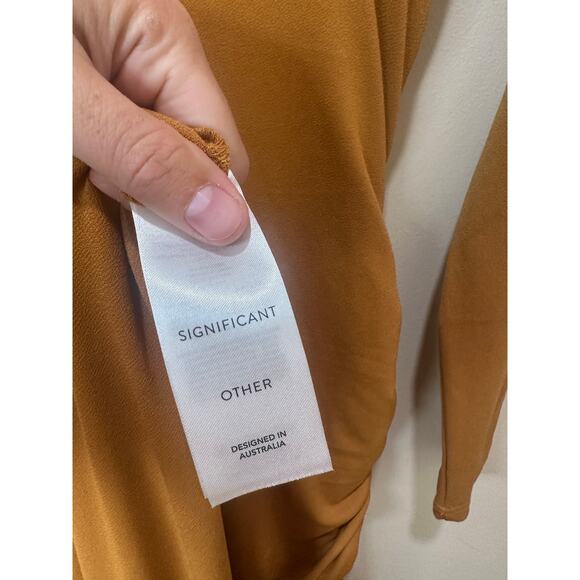 SIGNIFICANT
OTHER
DESIGNED IN
AUSTRALIA